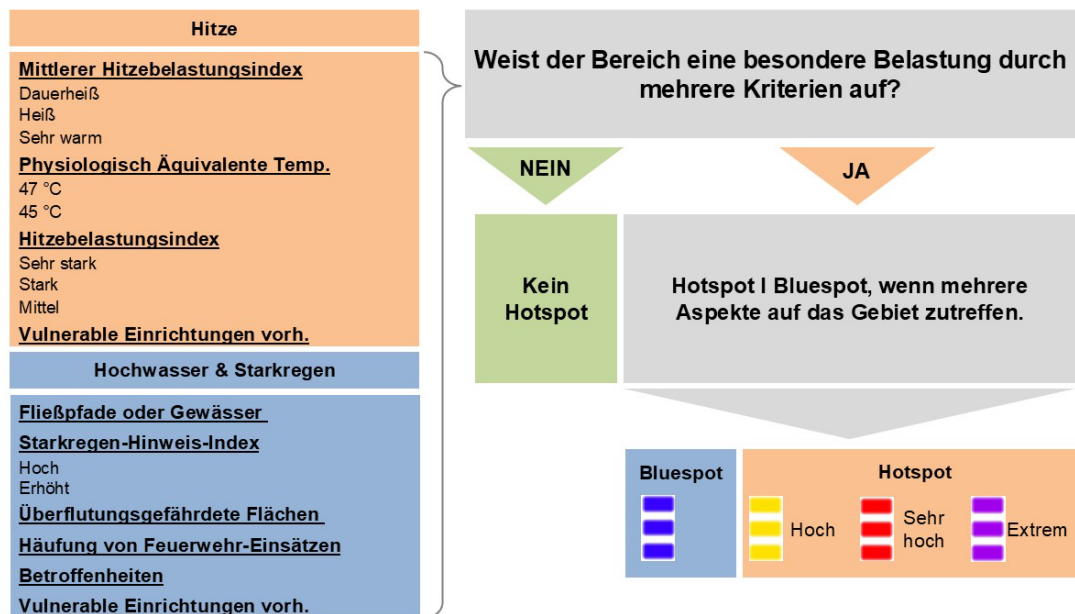 Hitze
Mittlerer Hitzebelastungsindex
Dauerheiß
Heiß
Sehr warm
Physiologisch Äquivalente Temp.
47 °C
45 °C
Hitzebelastungsindex
Sehr stark
Stark
Mittel
Vulnerable Einrichtungen vorh.
Hochwasser & Starkregen
Fließpfade oder Gewässer
Starkregen-Hinweis-Index
Hoch
Erhöht
Überflutungsgefährdete Flächen
Häufung von Feuerwehr-Einsätzen
Betroffenheiten
Vulnerable Einrichtungen vorh.
Weist der Bereich eine besondere Belastung durch
mehrere Kriterien auf?
NEIN
JA
Kein
Hotspot
Hotspot I Bluespot, wenn mehrere
Aspekte auf das Gebiet zutreffen.
Bluespot
Hotspot
Hoch
Sehr
hoch
Extrem